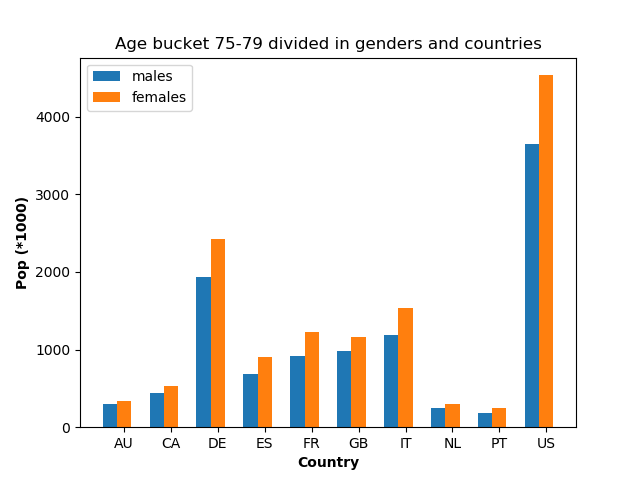 Age bucket 75-79 divided in genders and countries
males
females
4000
3000
2000
1000
0
Pop (*1000)
AU CA DE ES FR GB IT NL PT US
Country